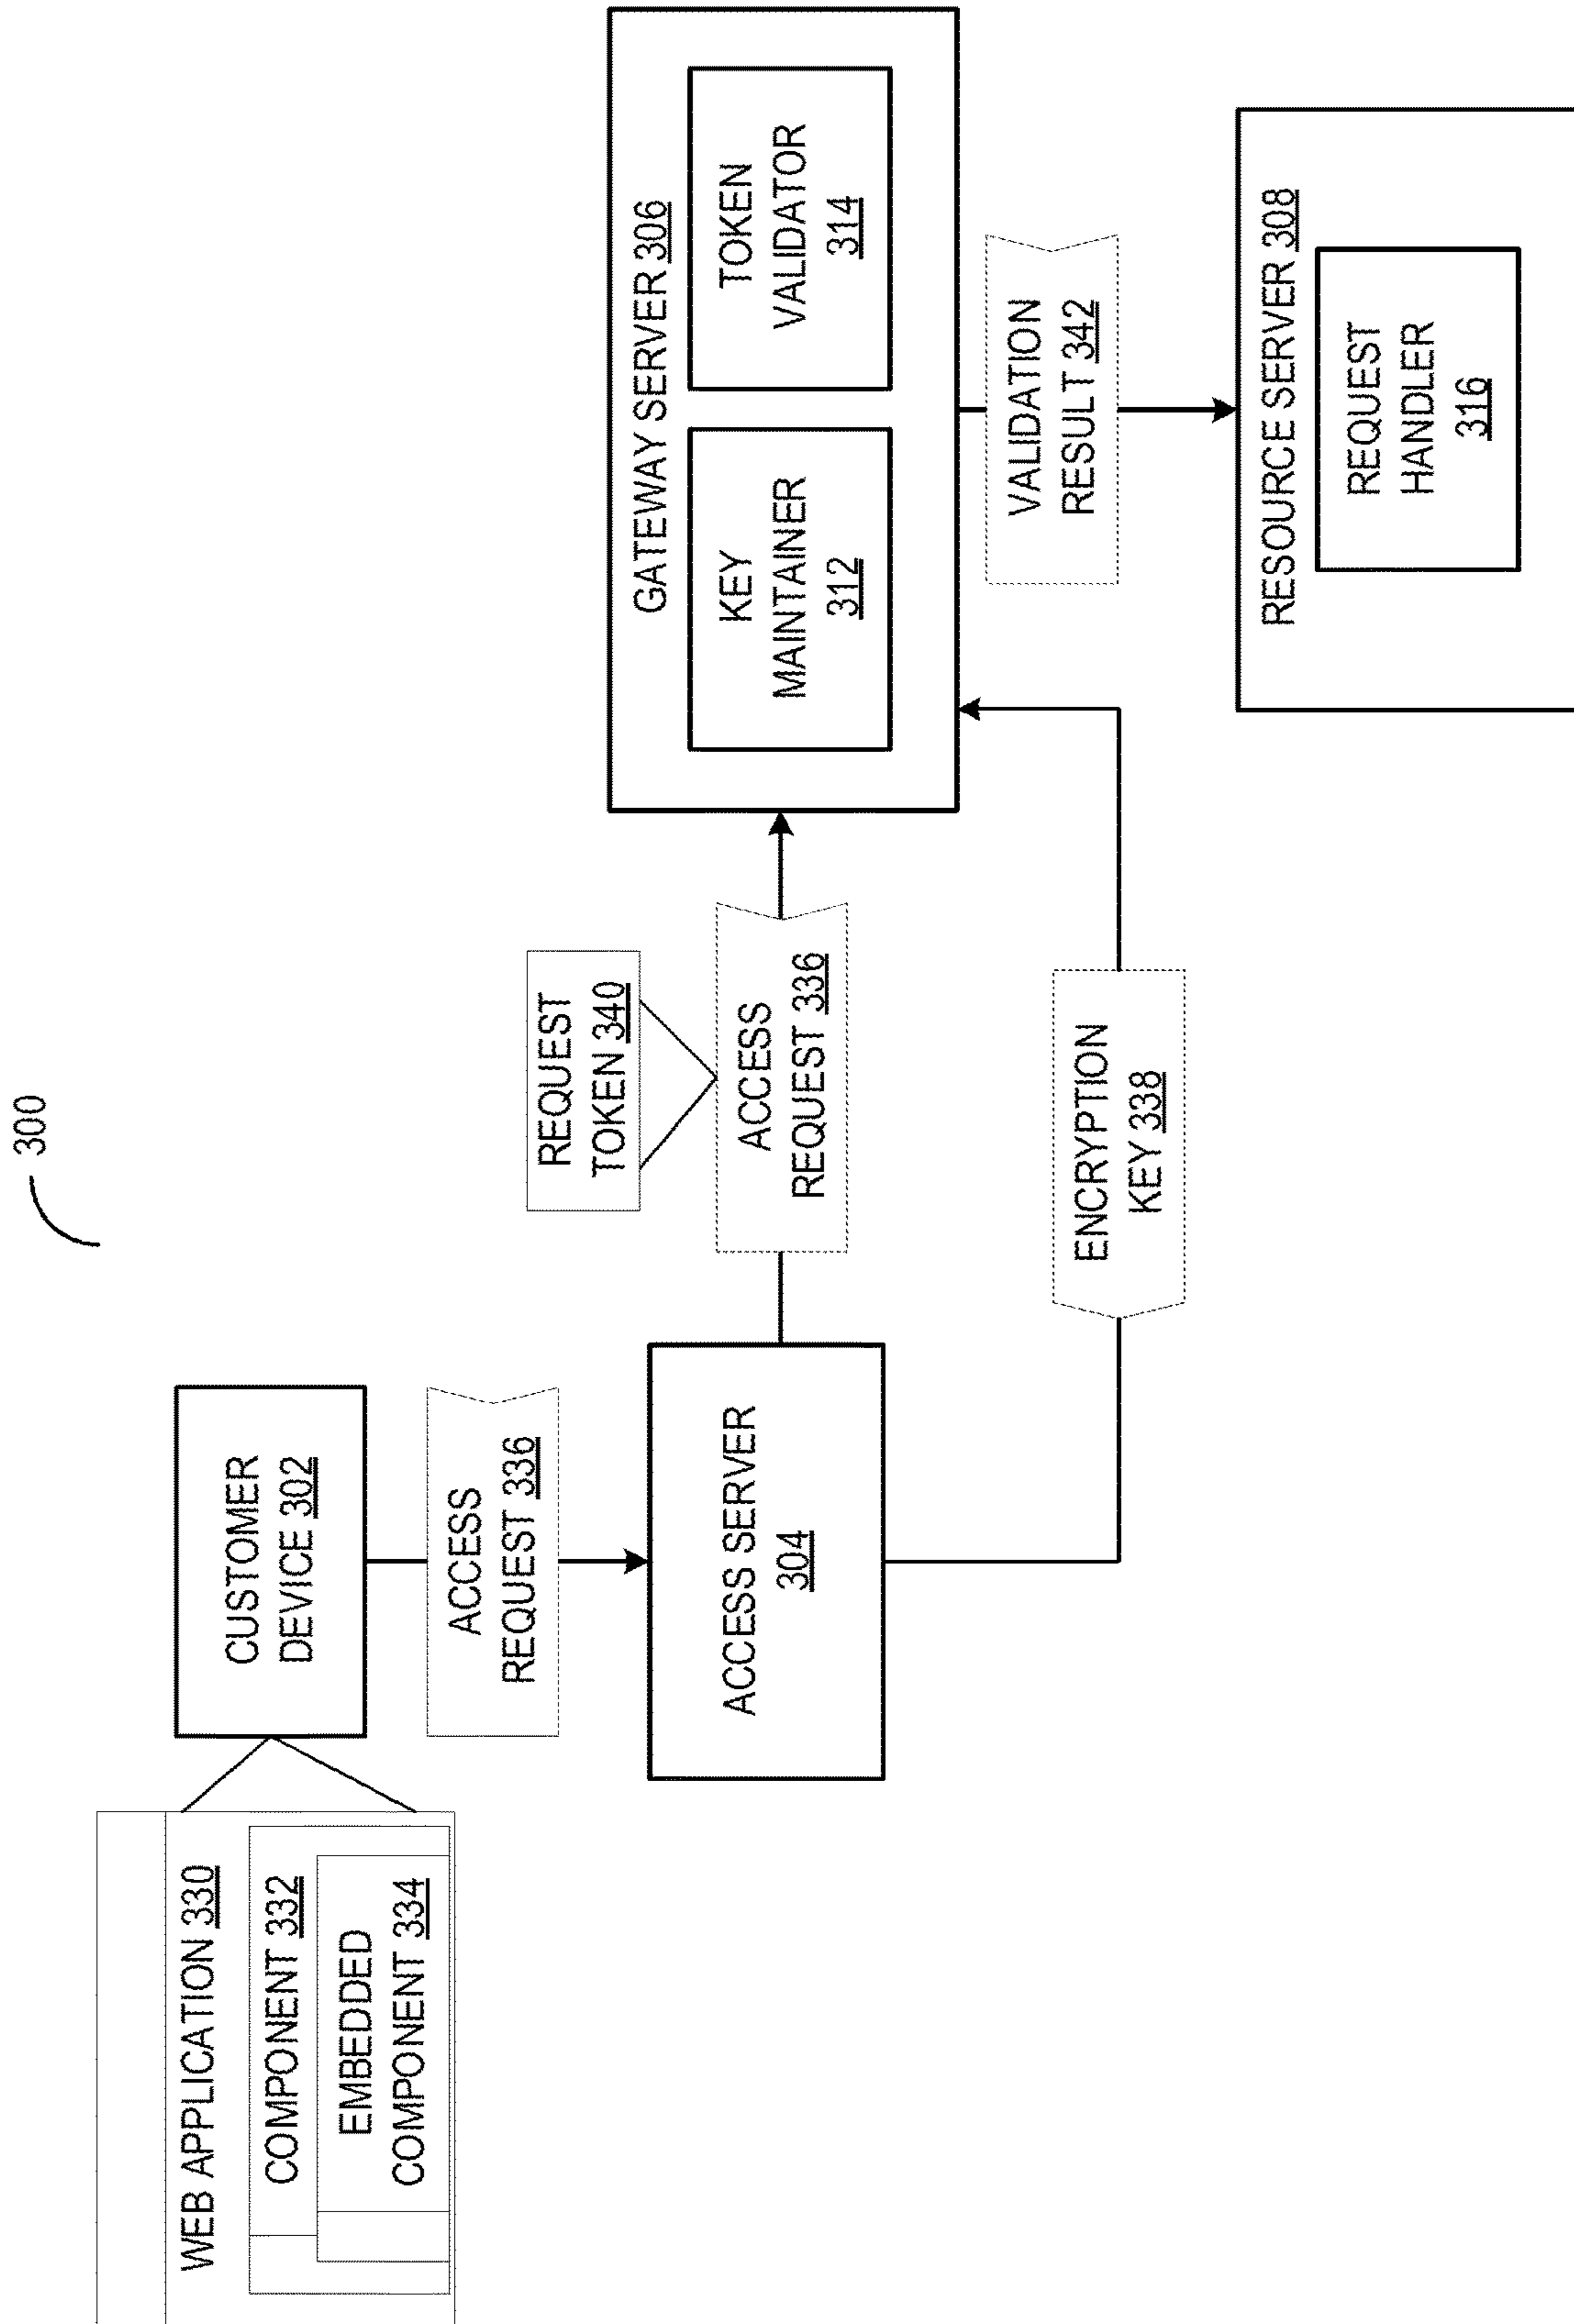 300
WEB APPLICATION 330
COMPONENT 332
EMBEDDED
COMPONENT 334
CUSTOMER
DEVICE 302
ACCESS
REQUEST 336
ACCESS SERVER
304
REQUEST
TOKEN 340
ACCESS
REQUEST 336
ENCRYPTION
KEY 338
GATEWAY SERVER 306
KEY
MAINTAINER
312
TOKEN
VALIDATOR
314
VALIDATION
RESULT 342
RESOURCE SERVER 308
REQUEST
HANDLER
316